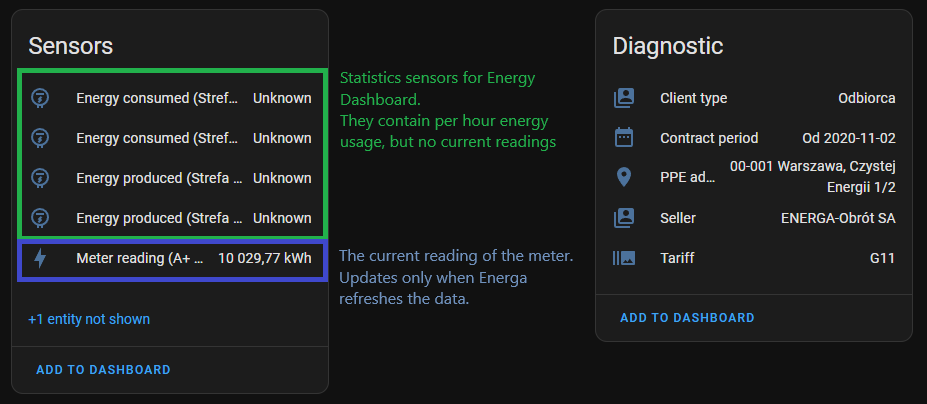 Sensors
Energy consumed (Stref... Unknown
Energy consumed (Stref... Unknown
Energy produced (Strefa ... Unknown
Energy produced (Strefa ... Unknown
Meter reading (A+ ... 10 029,77 kWh
+1 entity not shown
ADD TO DASHBOARD
Statistics sensors for Energy
Dashboard.
They contain per hour energy
usage, but no current readings
The current reading of the meter.
Updates only when Energa
refreshes the data.
Diagnostic
Client type Odbiorca
Contract period Od 2020-11-02
PPE ad... 00-001 Warszawa, Czystej
Energii 1/2
Seller ENERGA-Obrót SA
Tariff G11
ADD TO DASHBOARD